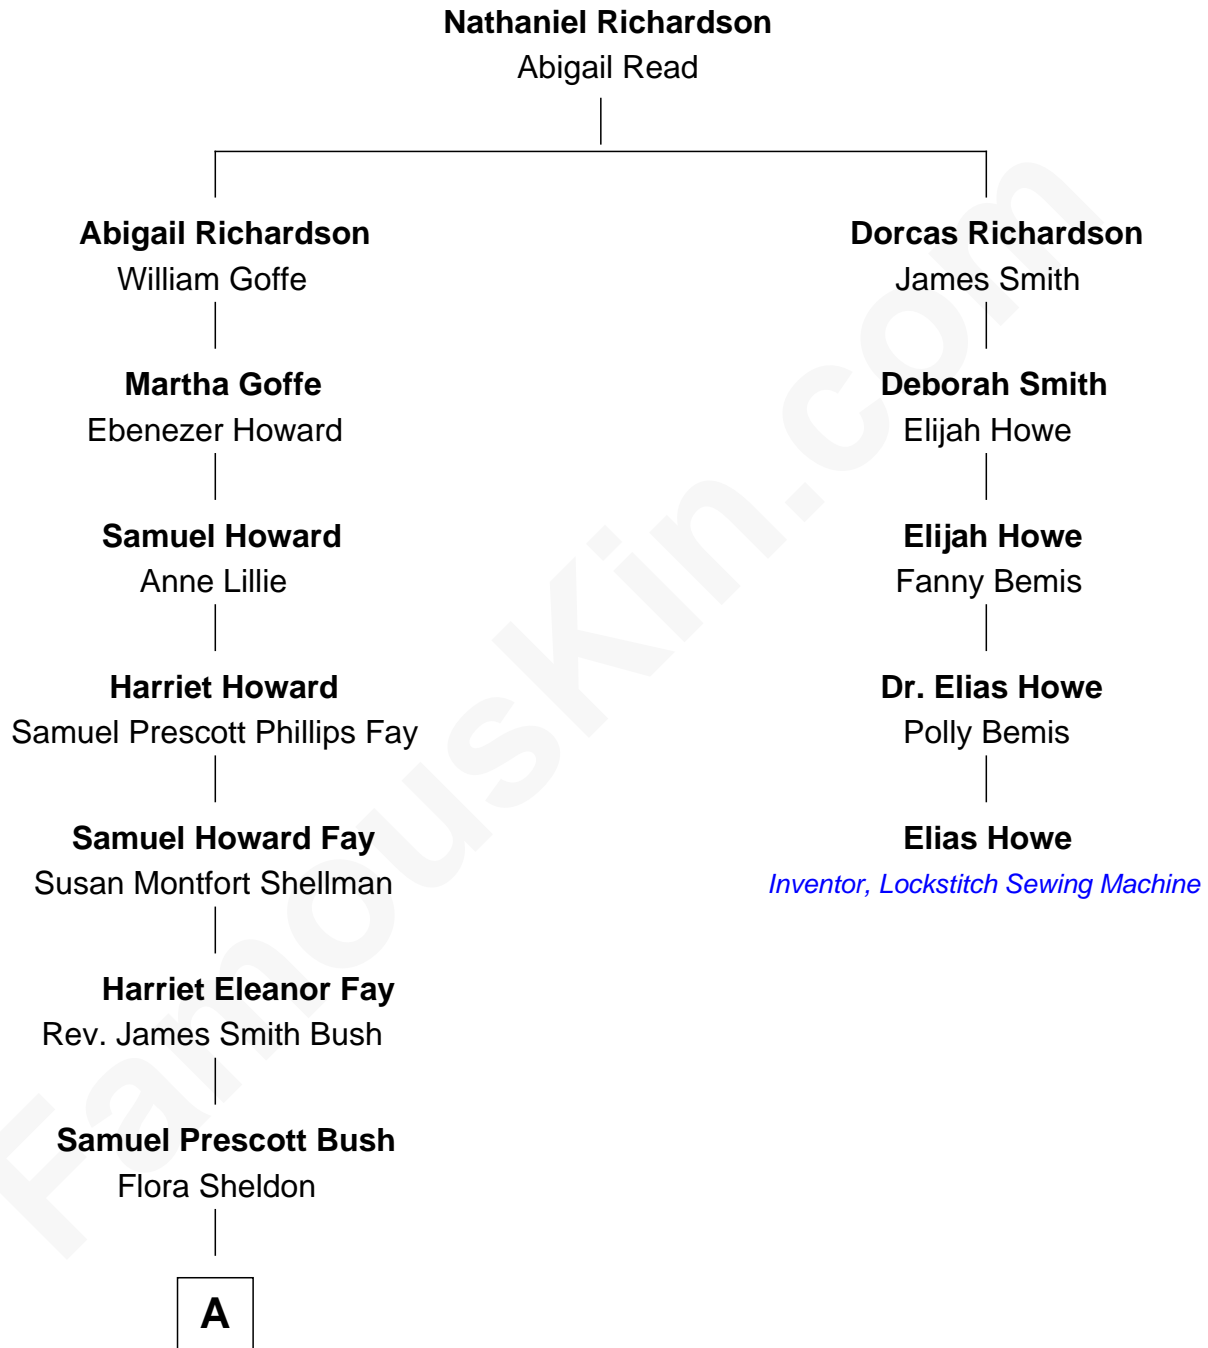 Nathaniel Richardson
Abigail Read
Abigail Richardson
William Goffe
Dorcas Richardson
James Smith
Martha Goffe
Ebenezer Howard
Deborah Smith
Elijah Howe
Samuel Howard
Anne Lillie
Elijah Howe
Fanny Bemis
Harriet Howard
Samuel Prescott Phillips Fay
Dr. Elias Howe
Polly Bemis
Samuel Howard Fay
Susan Montfort Shellman
Elias Howe
Inventor, Lockstitch Sewing Machine
Harriet Eleanor Fay
Rev. James Smith Bush
Samuel Prescott Bush
Flora Sheldon
A
FamousKin.com